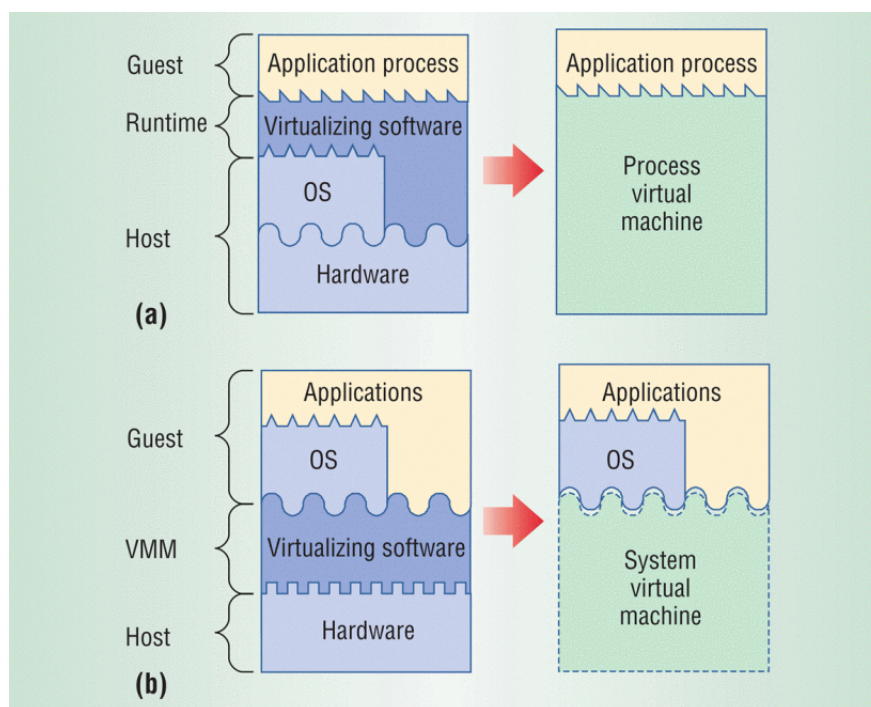 Guest
Application process
Application process
Runtime
Virtualizing software
OS
Process
virtual
machine
Host
Hardware
(a)
Applications
Applications
Guest
OS
OS
VMM
Virtualizing software
System
virtual
machine
Host
Hardware
(b)